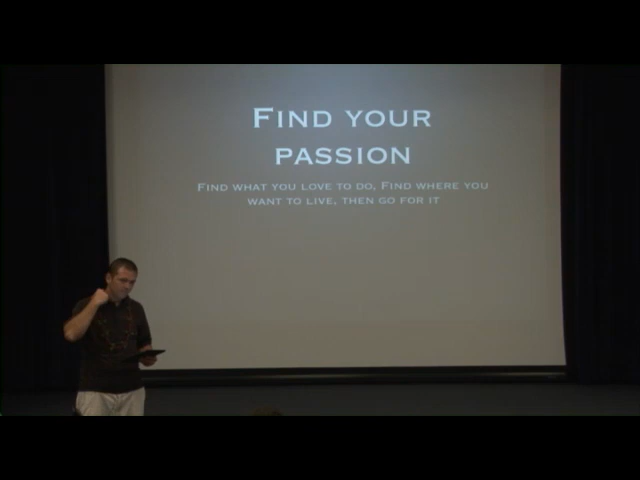 Find your
passion
Find what you love to do, Find where you
want to live, then go for it